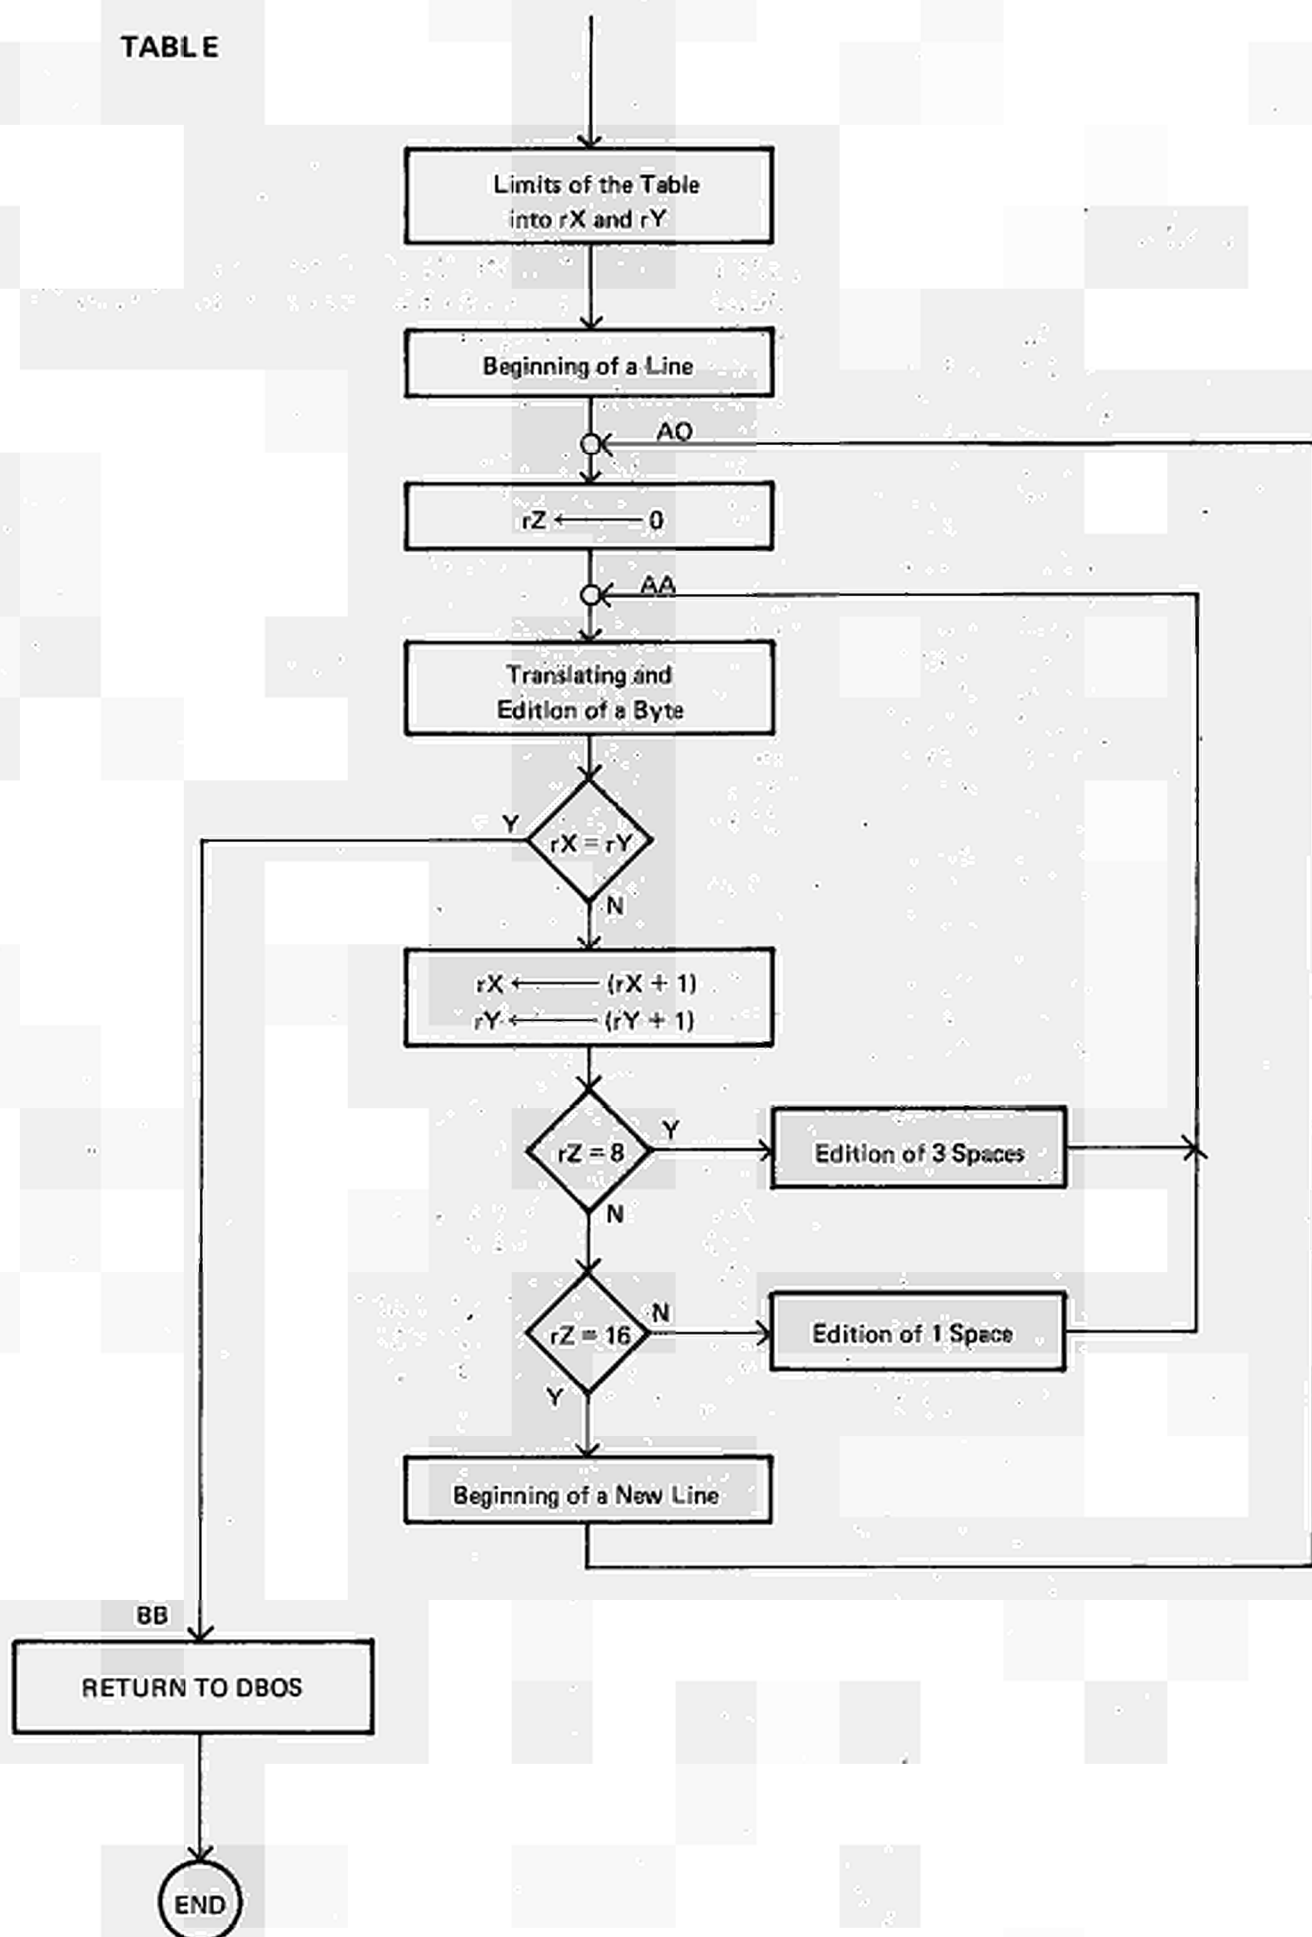 TABLE
Limits of the Table
into rX and rY
Beginning of a Line
AO
rZ ← 0
AA
Translating and
Edition of a Byte
Y
rX = rY
N
rX ← (rX + 1)
rY ← (rY + 1)
rZ = 8
Y
Edition of 3 Spaces
N
rZ = 16
N
Edition of 1 Space
Y
Beginning of a New Line
BB
RETURN TO DBOS
END